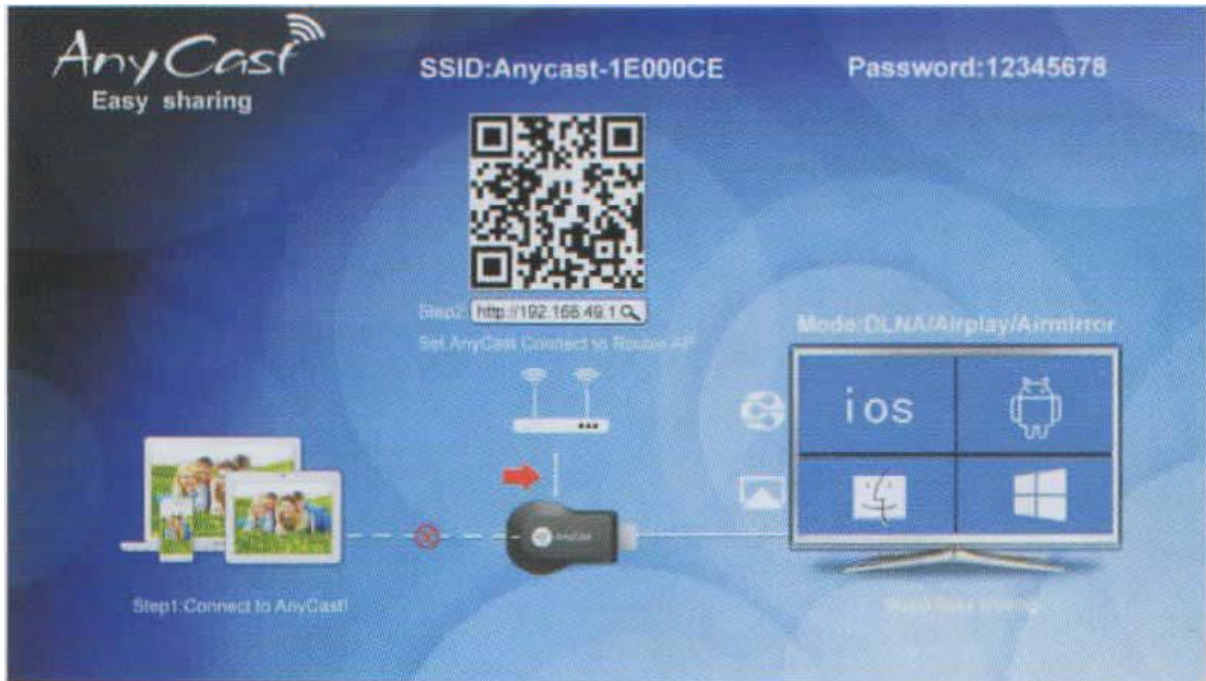 AnyCast
Easy sharing
SSID:Anycast-1E000CE
Password:12345678
Step2 http://192.168.49.1
Set AnyCast Connect to Router AP
Mode:DLNA/Airplay/Airmirror
ios
AnyCast
Step1:Connect to AnyCast!